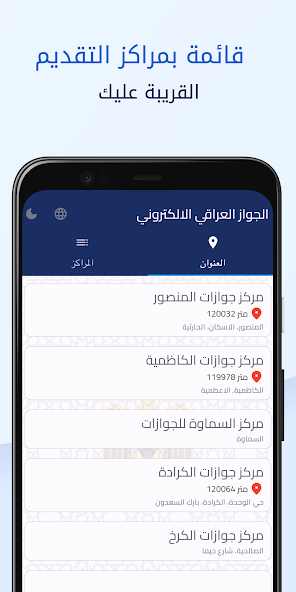 قائمة بمراكز التقديم
القريبة عليك
الجواز العراقي الالكتروني
العنوان
المراكز
مركز جوازات المنصور
متر 120032
المنصور، الاسكان، الحارثية
مركز جوازات الكاظمية
متر 119978
الكاظمية, الاعظمية
مركز السماوة للجوازات
السماوة
مركز جوازات الكرادة
متر 120064
حي الوحدة، الكرادة، بارك السعدون
مركز جوازات الكرخ
الصالحية، شارع حيفا